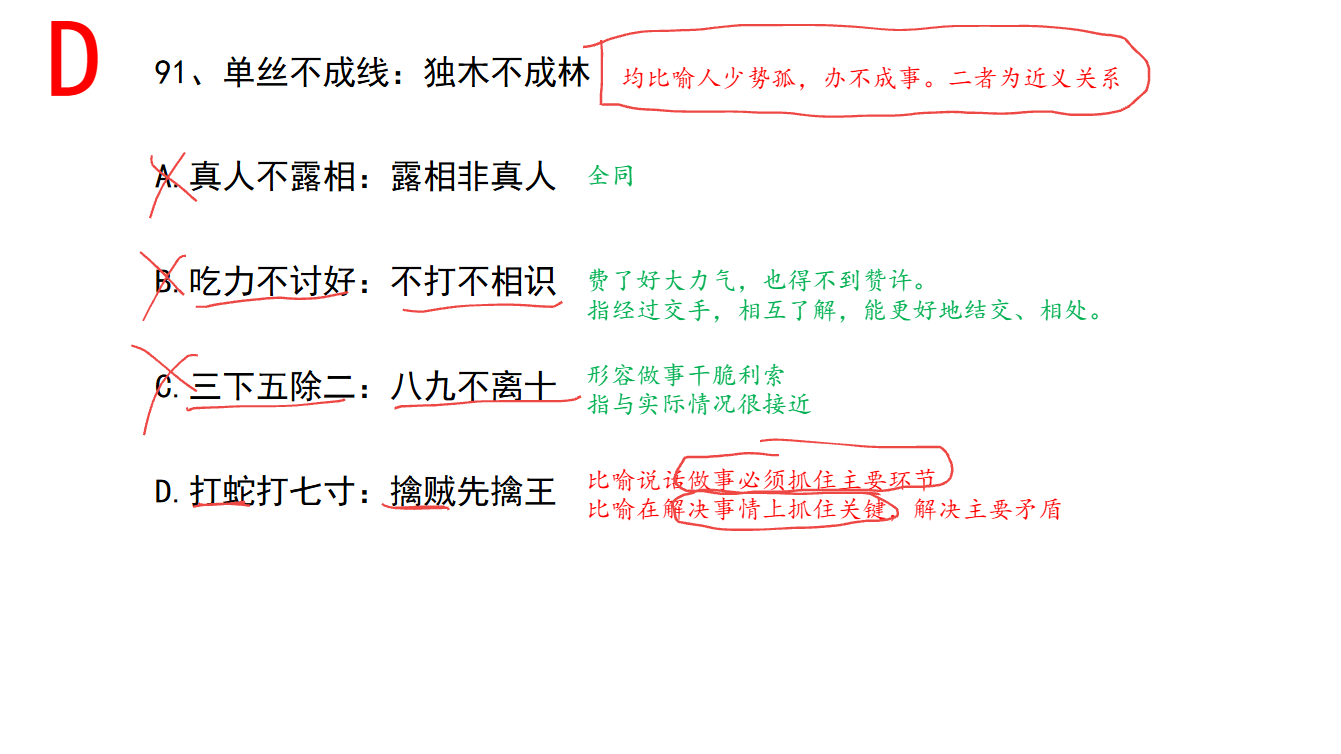 D
91、单丝不成线：独木不成林 均比喻人少势孤，办不成事。二者为近义关系
A.真人不露相：露相非真人 全同
B.吃力不讨好：不打不相识 费了好大力气，也得不到赞许。
指经过交手，相互了解，能更好地结交、相处。
C.三下五除二：八九不离十 形容做事干脆利索
指与实际情况很接近
D.打蛇打七寸：擒贼先擒王 比喻说话做事必须抓住主要环节
比喻在解决事情上抓住关键，解决主要矛盾